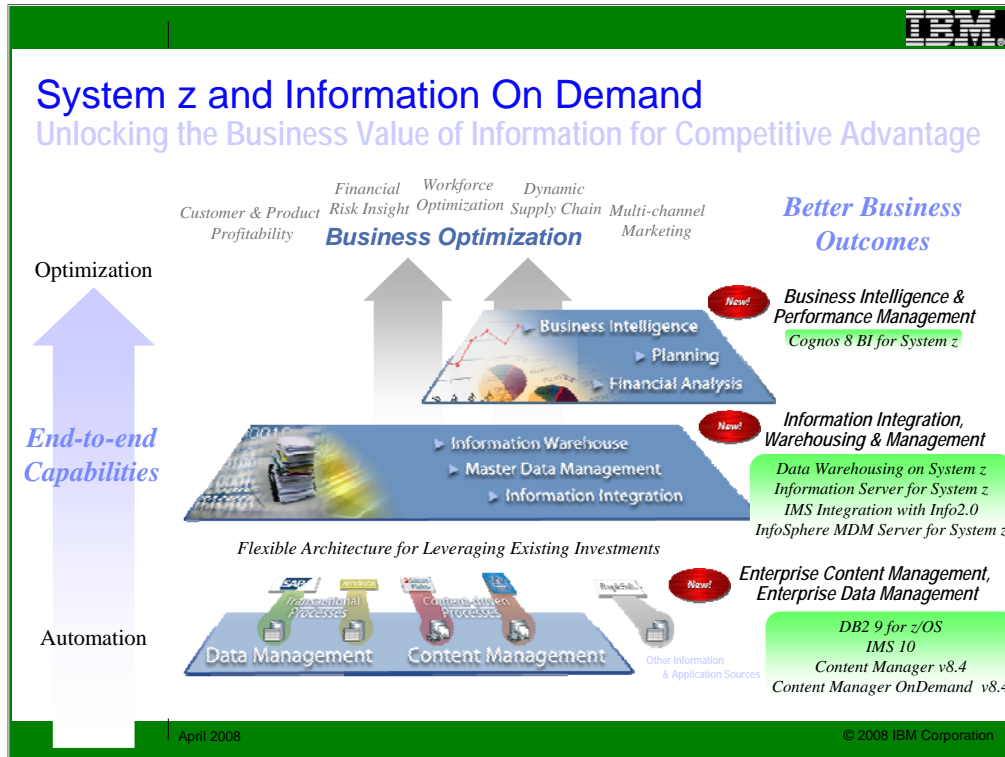 IBM®
System z and Information On Demand
Unlocking the Business Value of Information for Competitive Advantage
Customer & Product
Profitability
Financial
Risk Insight
Workforce
Optimization
Dynamic
Supply Chain
Multi-channel
Marketing
Business Optimization
Better Business
Outcomes
Optimization
New!
Business Intelligence &
Performance Management
Cognos 8 BI for System z
Business Intelligence
Planning
Financial Analysis
End-to-end
Capabilities
New!
Information Integration,
Warehousing & Management
Information Warehouse
Master Data Management
Information Integration
Data Warehousing on System z
Information Server for System z
IMS Integration with Info2.0
InfoSphere MDM Server for System z
Flexible Architecture for Leveraging Existing Investments
New!
Enterprise Content Management,
Enterprise Data Management
SAP
Transactional
Processes
Processes
Automation
Data Management
Content Management
Other Information
& Application Sources
DB2 9 for z/OS
IMS 10
Content Manager v8.4
Content Manager OnDemand v8.4
April 2008
© 2008 IBM Corporation